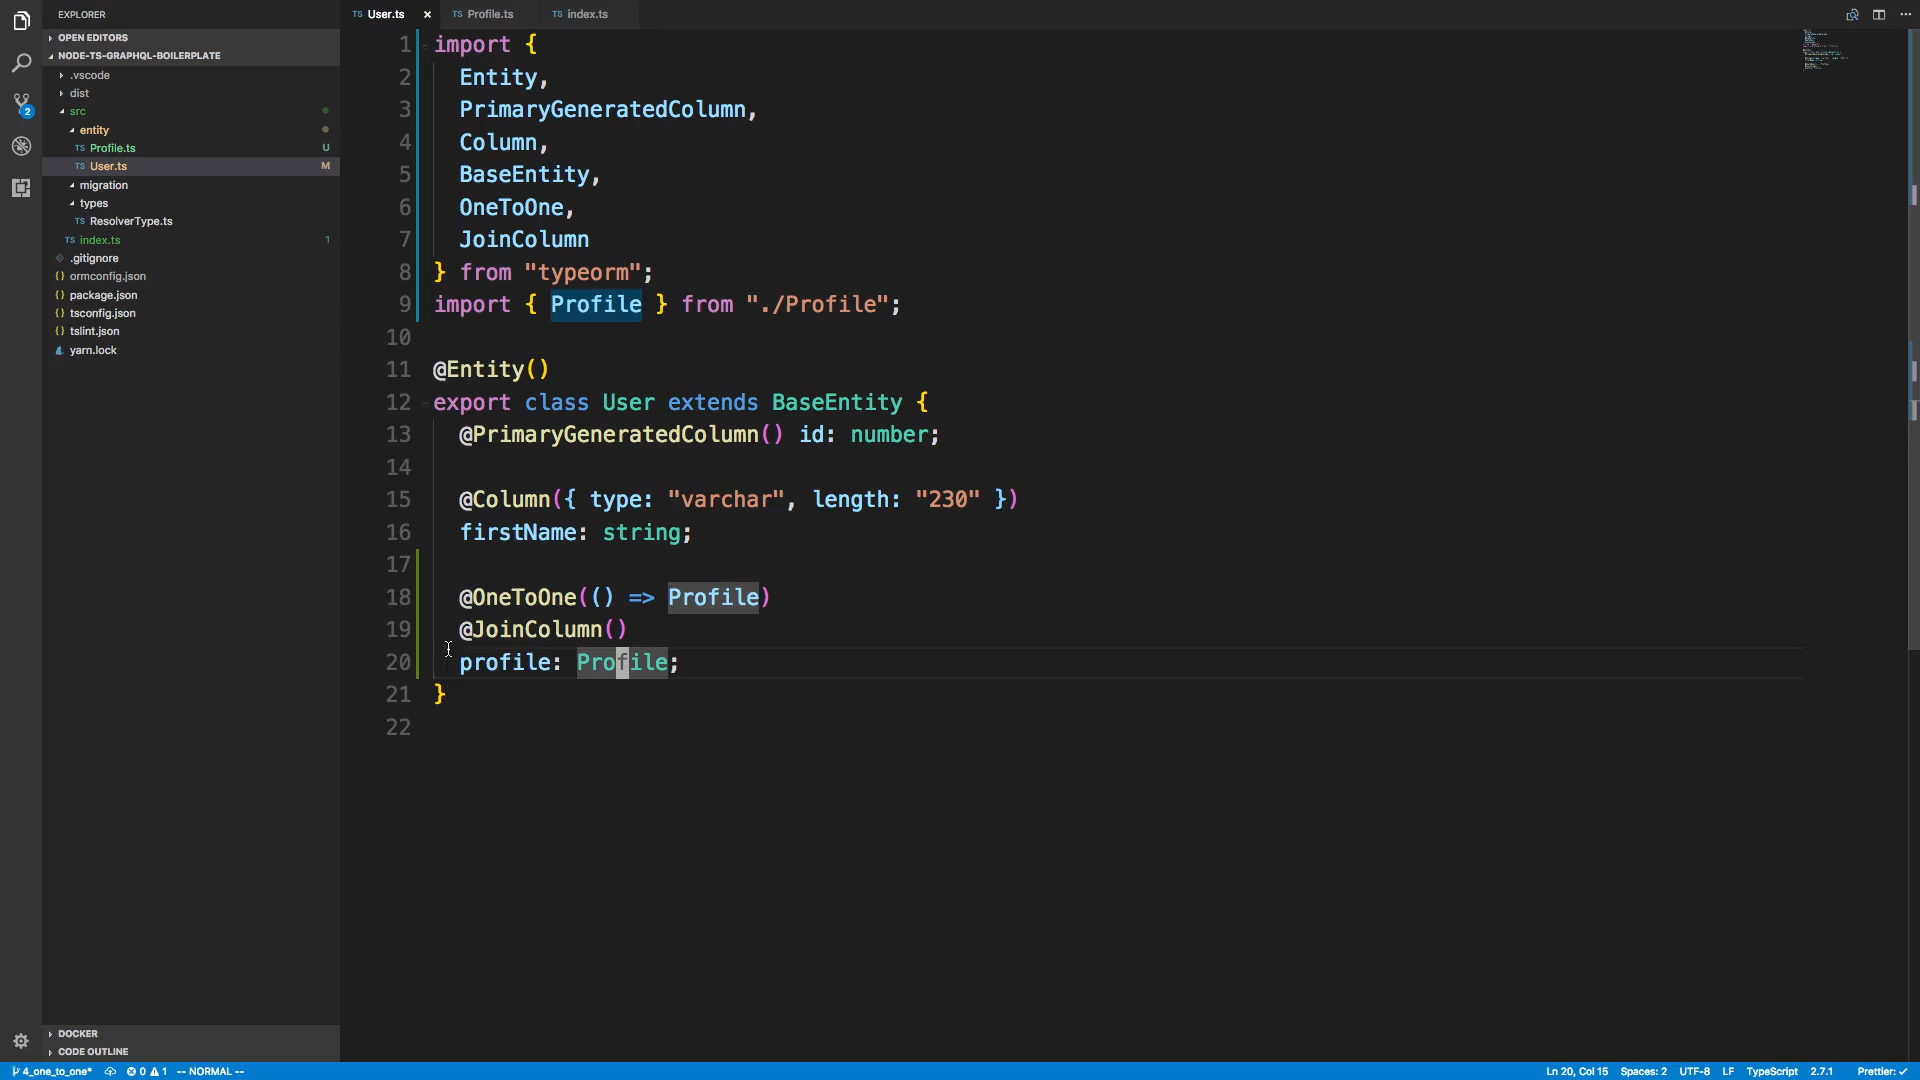 EXPLORER
OPEN EDITORS
NODE-TS-GRAPHQL-BOILERPLATE
.vscode
dist
src
entity
TS Profile.ts U
TS User.ts M
migration
types
TS ResolverType.ts
TS index.ts 1
.gitignore
{} ormconfig.json
{} package.json
{} tsconfig.json
{} tslint.json
yarn.lock
DOCKER
CODE OUTLINE
2
TS User.ts × TS Profile.ts TS index.ts
1 import {
2 Entity,
3 PrimaryGeneratedColumn,
4 Column,
5 BaseEntity,
6 OneToOne,
7 JoinColumn
8 } from "typeorm";
9 import { Profile } from "./Profile";
10
11 @Entity()
12 export class User extends BaseEntity {
13 @PrimaryGeneratedColumn() id: number;
14
15 @Column({ type: "varchar", length: "230" })
16 firstName: string;
17
18 @OneToOne(() => Profile)
19 @JoinColumn()
20 profile: Profile;
21 }
22
4_one_to_one* 0 1 -- NORMAL -- Ln 20, Col 15 Spaces: 2 UTF-8 LF TypeScript 2.7.1 Prettier: ✓